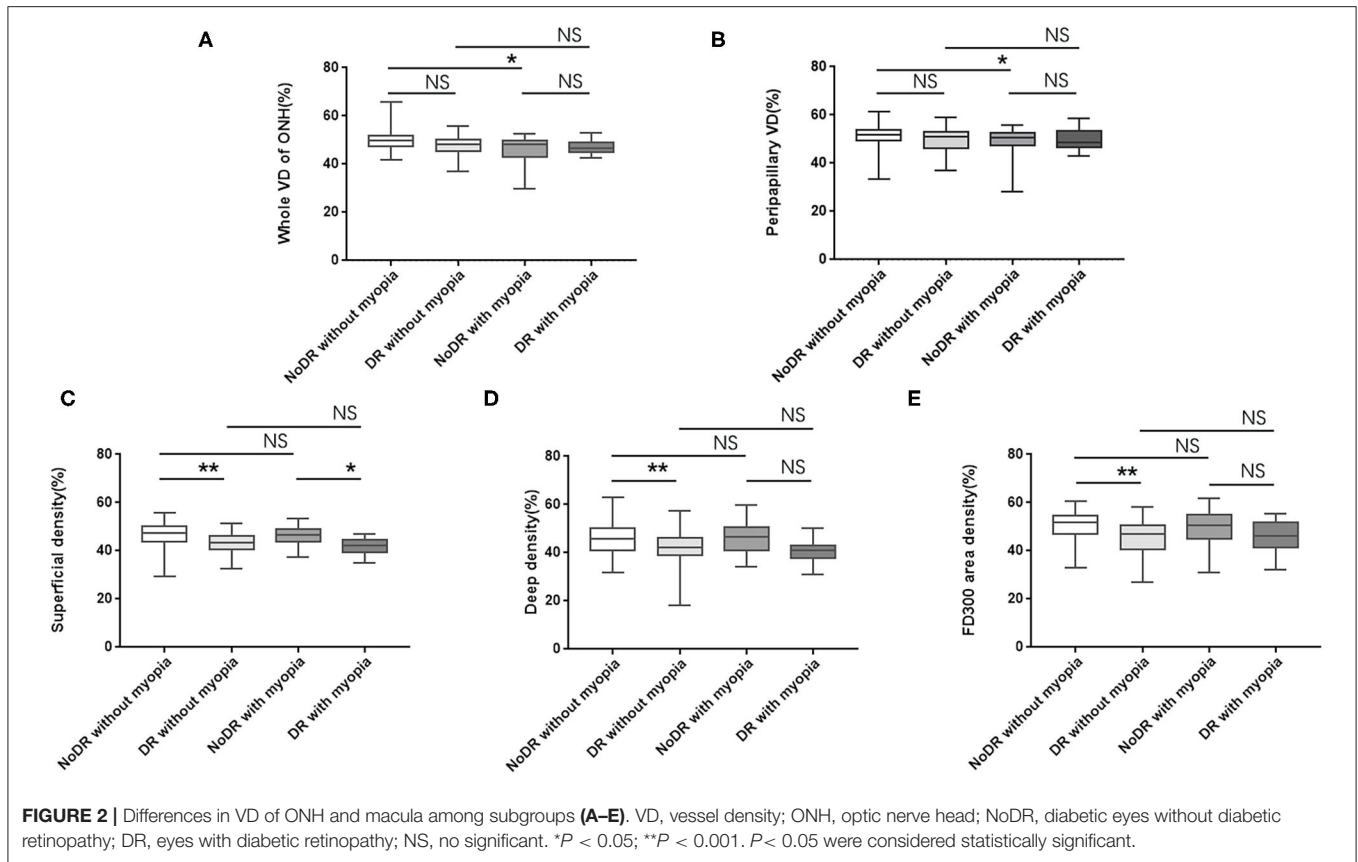 A
NS
*
NS
NS
Whole VD of ONH(%)
80
60
40
20
0
NoDR without myopia
DR without myopia
NoDR with myopia
DR with myopia
B
NS
*
NS
NS
Peripapillary VD(%)
80
60
40
20
0
NoDR without myopia
DR without myopia
NoDR with myopia
DR with myopia
C
NS
NS
**
*
Superficial density(%)
80
60
40
20
0
NoDR without myopia
DR without myopia
NoDR with myopia
DR with myopia
D
NS
NS
**
NS
Deep density(%)
80
60
40
20
0
NoDR without myopia
DR without myopia
NoDR with myopia
DR with myopia
E
NS
NS
**
NS
FD300 area density(%)
80
60
40
20
0
NoDR without myopia
DR without myopia
NoDR with myopia
DR with myopia
FIGURE 2 | Differences in VD of ONH and macula among subgroups (A–E). VD, vessel density; ONH, optic nerve head; NoDR, diabetic eyes without diabetic
retinopathy; DR, eyes with diabetic retinopathy; NS, no significant. *P < 0.05; **P < 0.001. P< 0.05 were considered statistically significant.